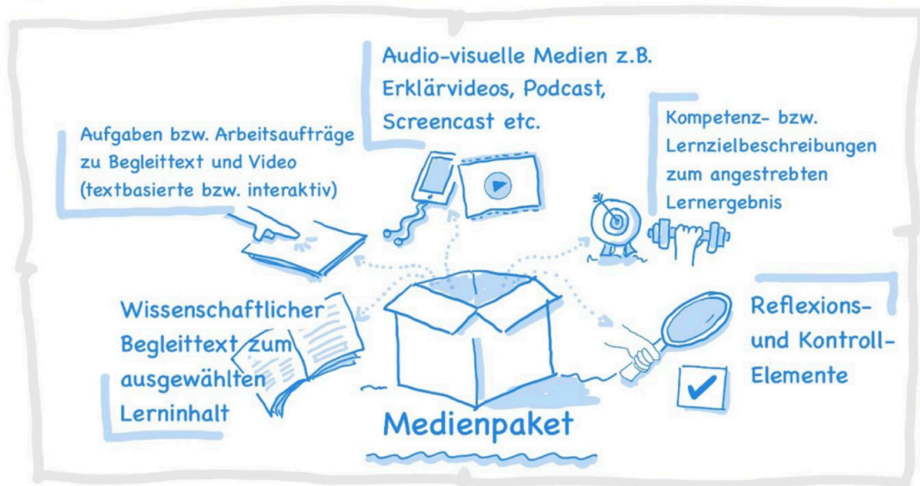 Audio-visuelle Medien z.B.
Erklärvideos, Podcast,
Screencast etc.
Aufgaben bzw. Arbeitsaufträge
zu Begleittext und Video
(textbasierte bzw. interaktiv)
Kompetenz- bzw.
Lernzielbeschreibungen
zum angestrebten
Lernergebnis
Wissenschaftlicher
Begleittext zum
ausgewählten
Lerninhalt
Reflexions-
und Kontroll-
Elemente
Medienpaket